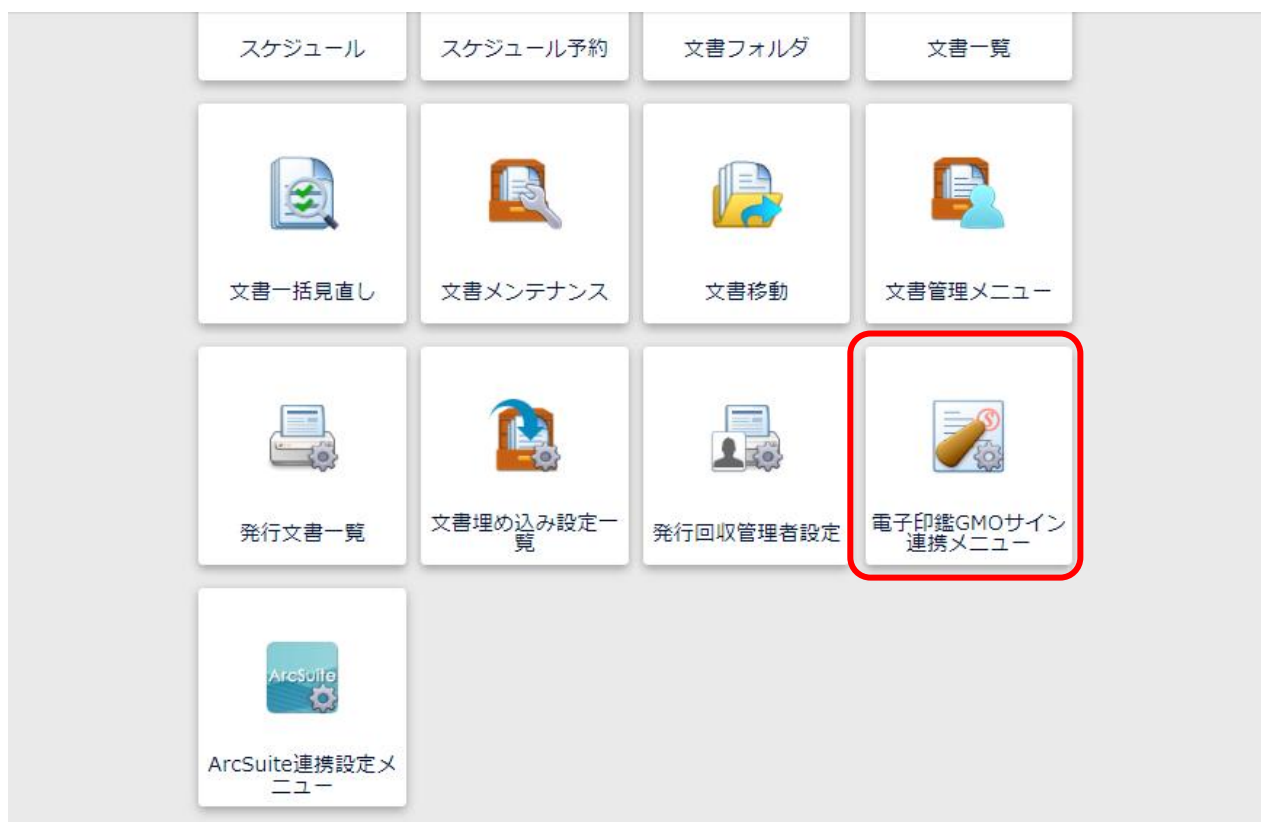 スケジュール
スケジュール予約
文書フォルダ
文書一覧
文書一括見直し
文書メンテナンス
文書移動
文書管理メニュー
発行文書一覧
文書埋め込み設定一
覧
発行回収管理者設定
電子印鑑GMOサイン
連携メニュー
ArcSuite
ArcSuite連携設定メ
ニュー